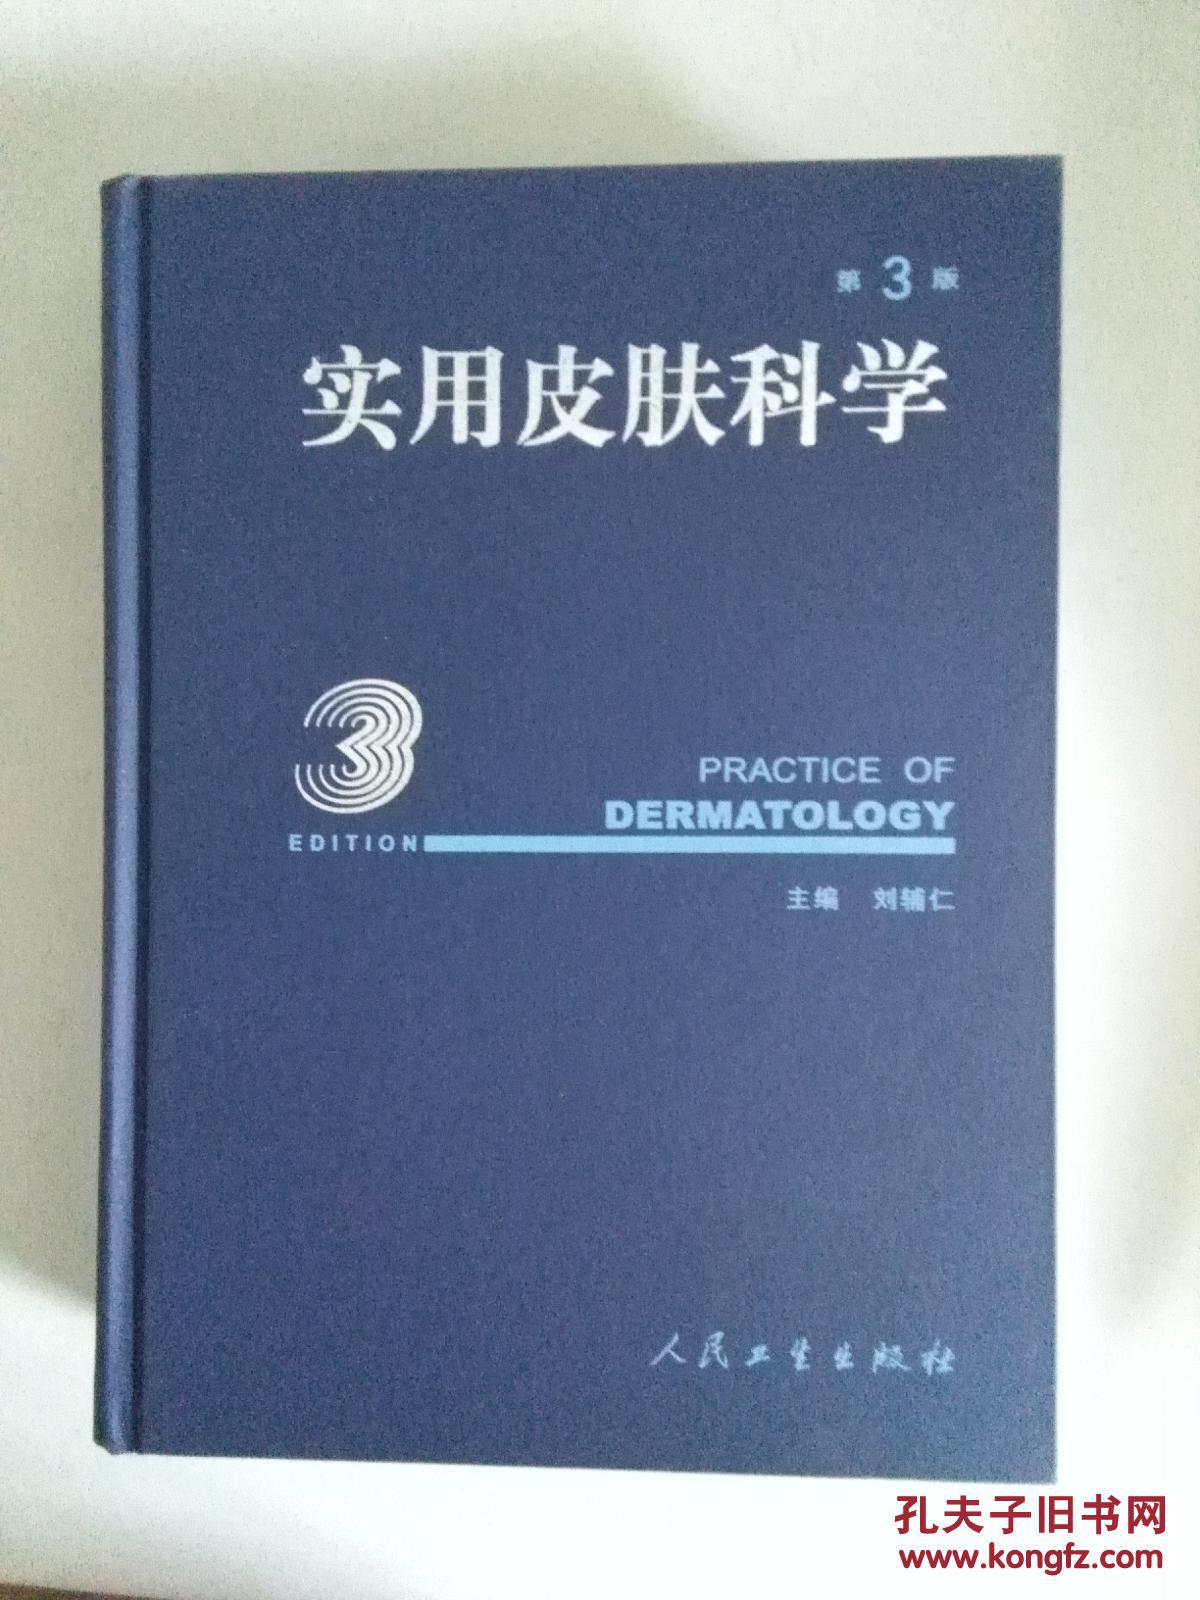 第 3 版
实用皮肤科学
3
PRACTICE OF
DERMATOLOGY
EDITION
主编 刘辅仁
人民卫生出版社
孔夫子旧书网
www.kongfz.com